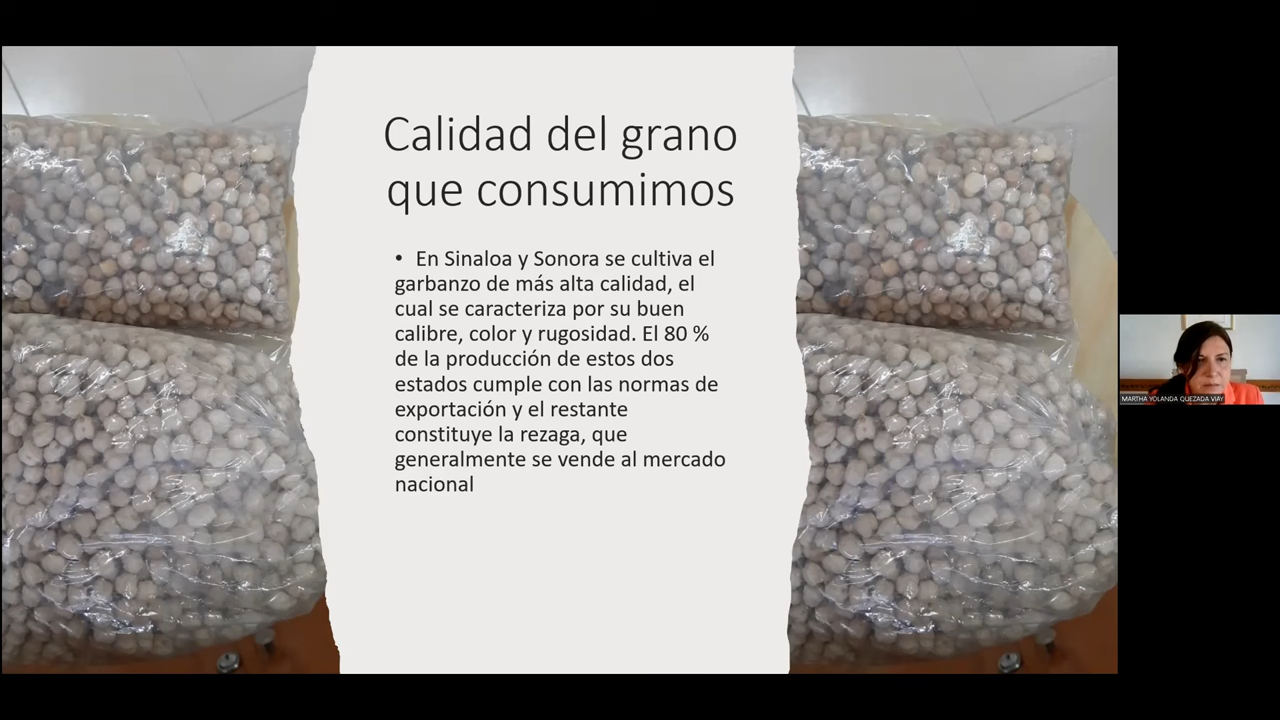 Calidad del grano
que consumimos
• En Sinaloa y Sonora se cultiva el
garbanzo de más alta calidad, el
cual se caracteriza por su buen
calibre, color y rugosidad. El 80 %
de la producción de estos dos
estados cumple con las normas de
exportación y el restante
constituye la rezaga, que
generalmente se vende al mercado
nacional
MARTHA YOLANDA QUEZADA VIAY